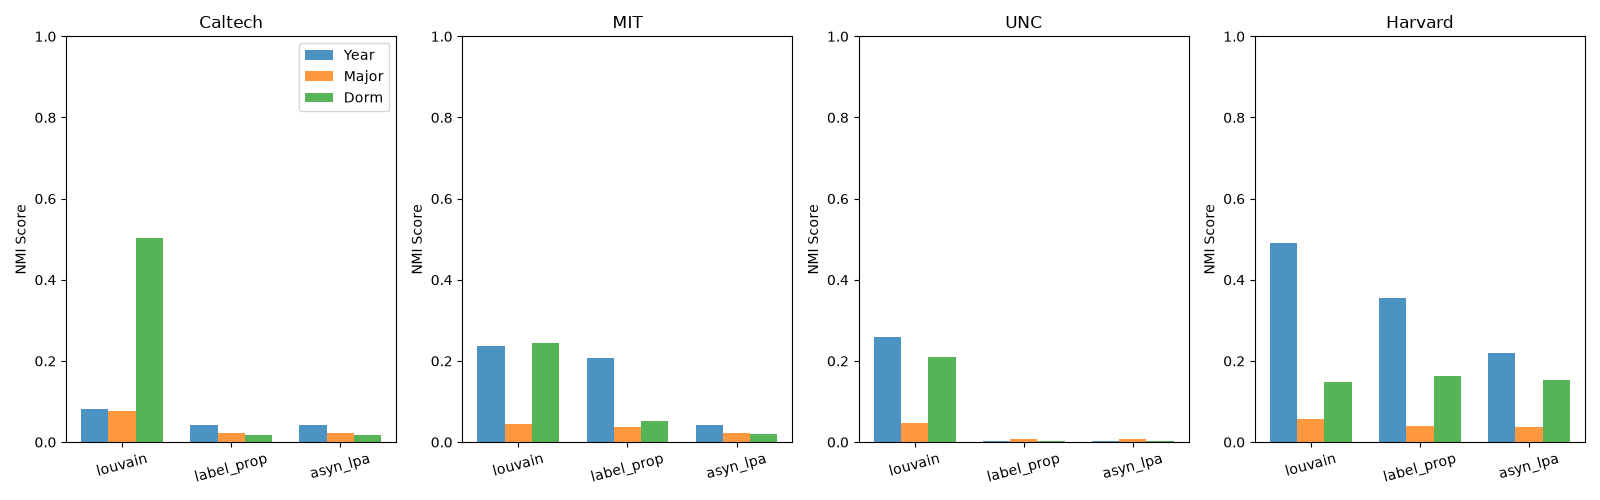 Caltech
NMI Score
1.0
0.8
0.6
0.4
0.2
0.0
Year
Major
Dorm
louvain
label_prop
asyn_lpa
MIT
NMI Score
1.0
0.8
0.6
0.4
0.2
0.0
louvain
label_prop
asyn_lpa
UNC
NMI Score
1.0
0.8
0.6
0.4
0.2
0.0
louvain
label_prop
asyn_lpa
Harvard
NMI Score
1.0
0.8
0.6
0.4
0.2
0.0
louvain
label_prop
asyn_lpa